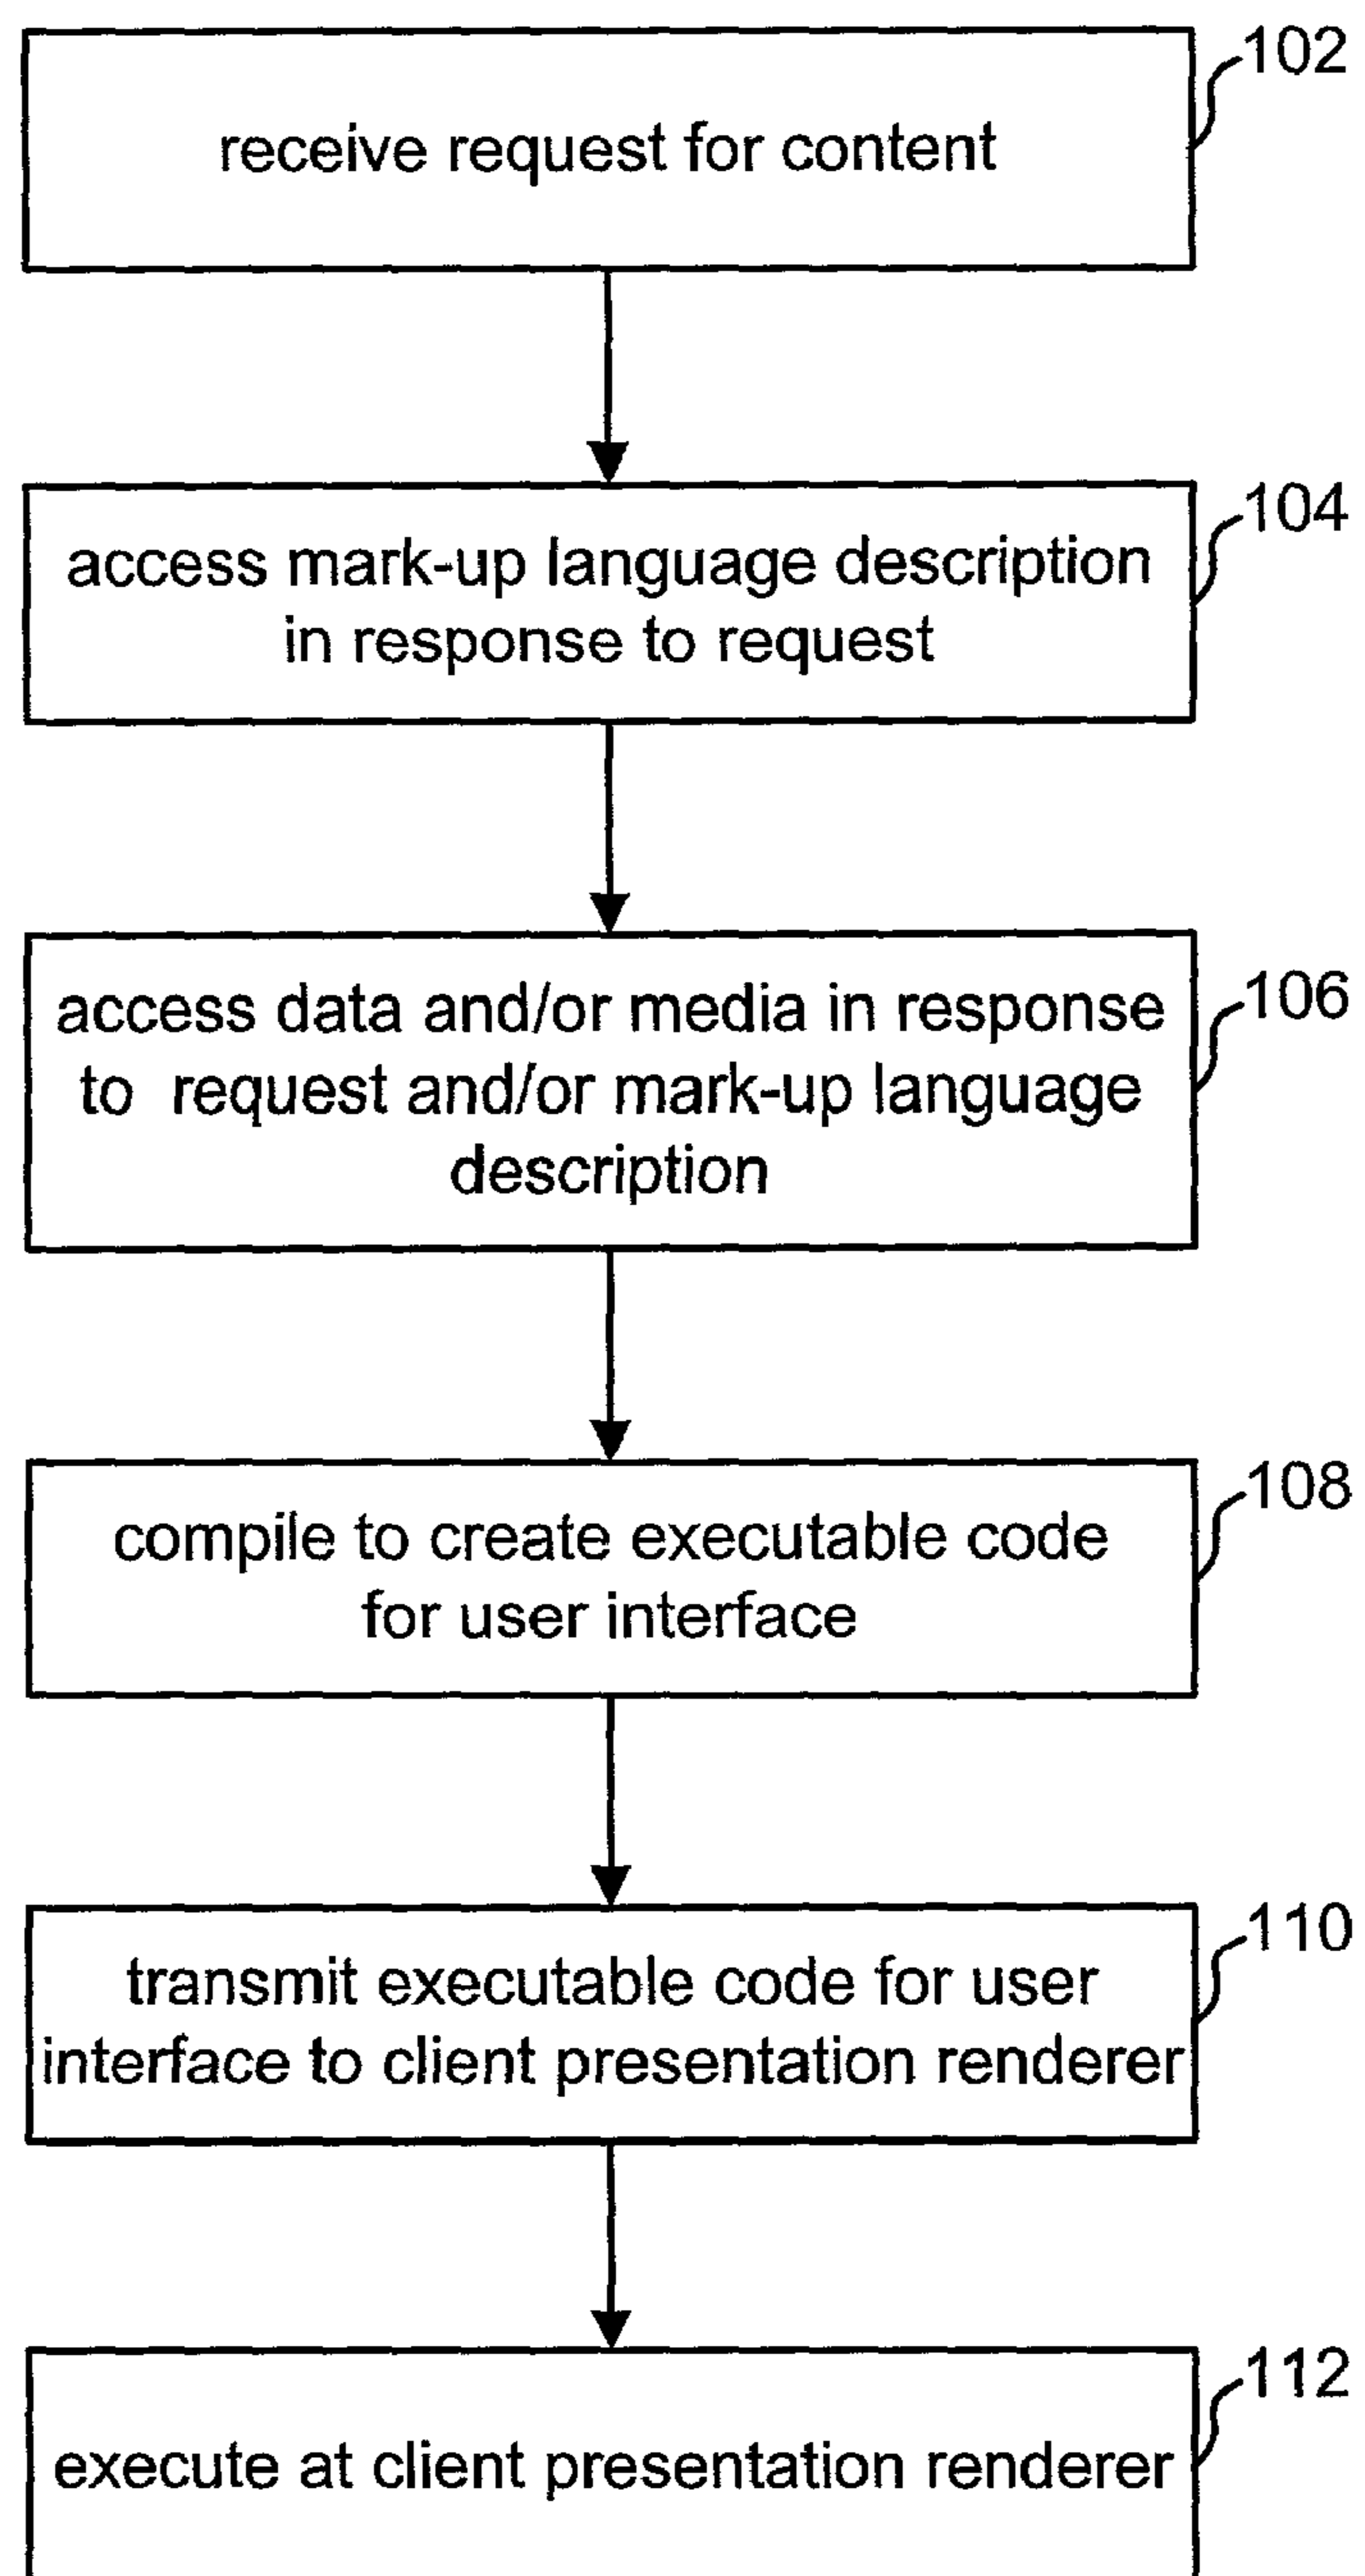 102
receive request for content
104
access mark-up language description
in response to request
106
access data and/or media in response
to request and/or mark-up language
description
108
compile to create executable code
for user interface
110
transmit executable code for user
interface to client presentation renderer
112
execute at client presentation renderer